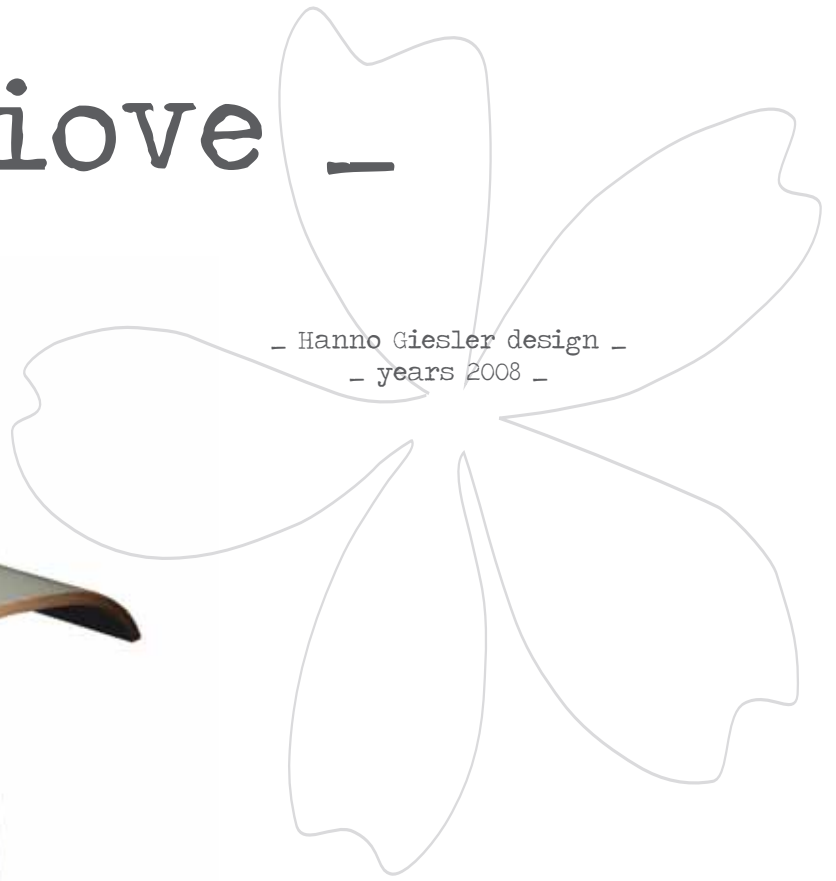 iove _
_ Hanno Giesler design _
_ years 2008 _